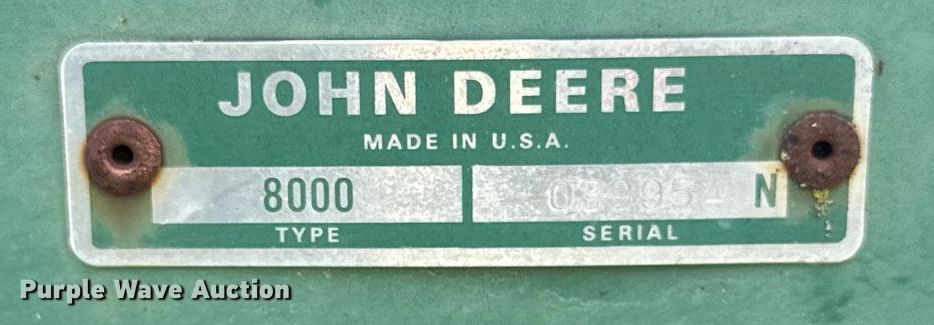 JOHN DEERE
MADE IN U.S.A.
8000 N
TYPE SERIAL
Purple Wave Auction